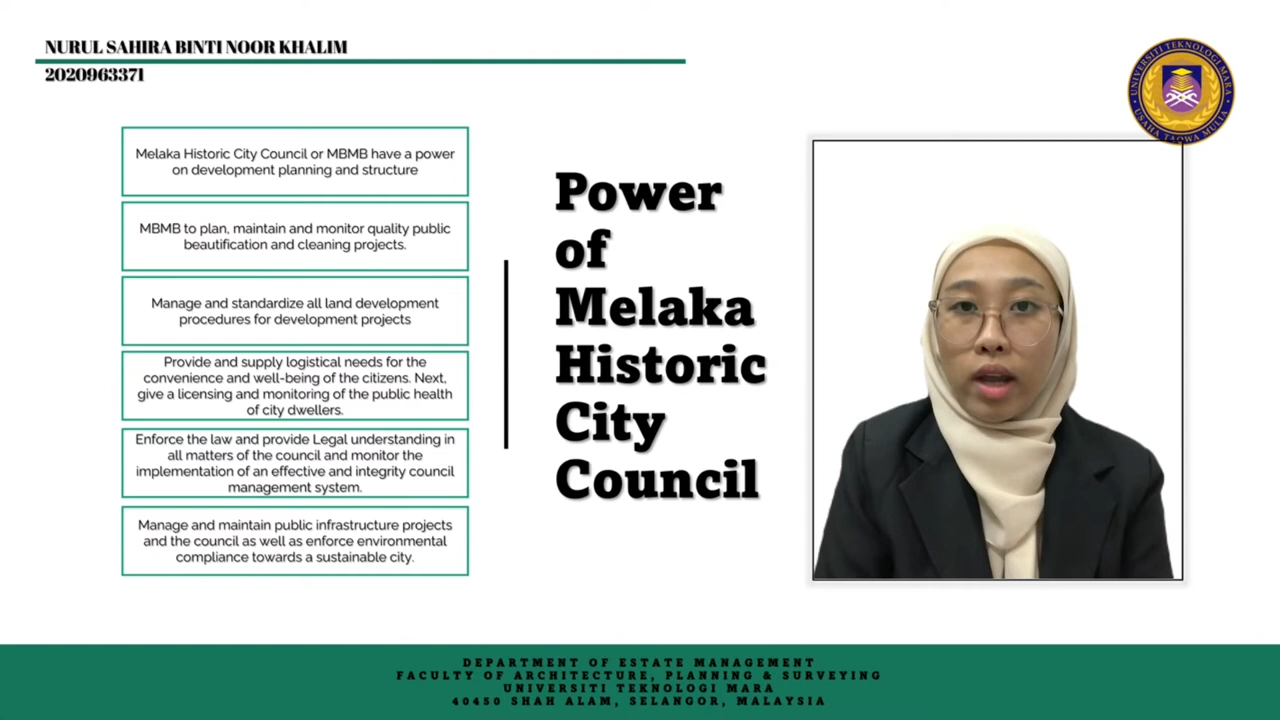 NURUL SAHIRA BINTI NOOR KHALIM
2020963371
UNIVERSITI TEKNOLOGI MARA
USAHA TAQWA MULIA
Melaka Historic City Council or MBMB have a power
on development planning and structure
MBMB to plan, maintain and monitor quality public
beautification and cleaning projects.
Manage and standardize all land development
procedures for development projects
Provide and supply logistical needs for the
convenience and well-being of the citizens. Next,
give a licensing and monitoring of the public health
of city dwellers.
Enforce the law and provide Legal understanding in
all matters of the council and monitor the
implementation of an effective and integrity council
management system.
Manage and maintain public infrastructure projects
and the council as well as enforce environmental
compliance towards a sustainable city.
Power
of
Melaka
Historic
City
Council
DEPARTMENT OF ESTATE MANAGEMENT
FACULTY OF ARCHITECTURE, PLANNING & SURVEYING
UNIVERSITI TEKNOLOGI MARA
40450 SHAH ALAM, SELANGOR, MALAYSIA